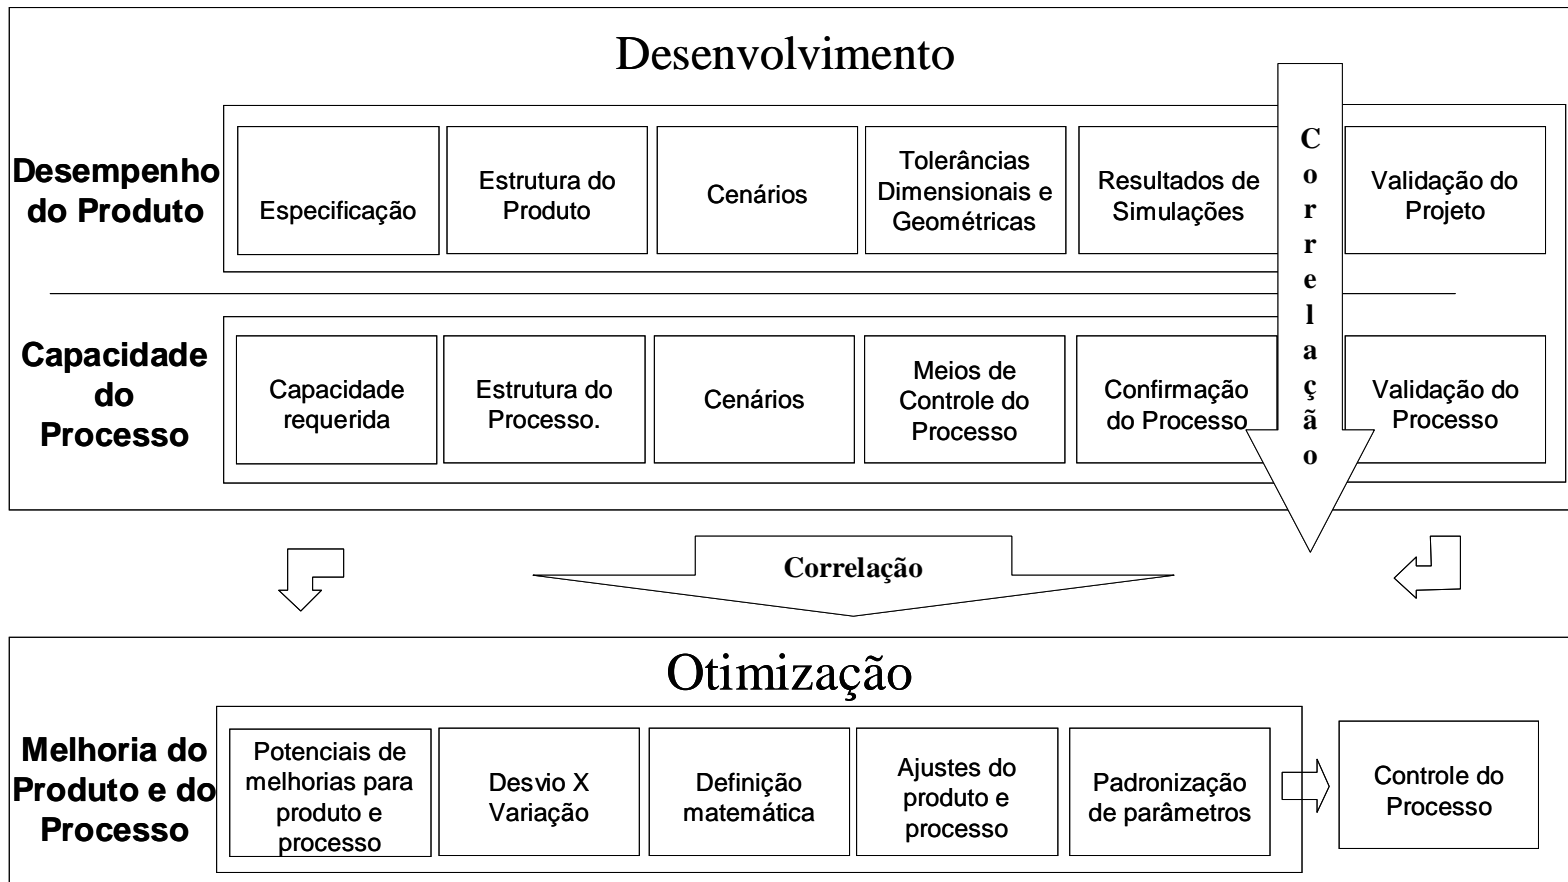 Desenvolvimento
Desempenho
do Produto
Especificação
Estrutura do
Produto
Cenários
Tolerâncias
Dimensionais e
Geométricas
Resultados de
Simulações
Correlação
Validação do
Projeto
Capacidade
do
Processo
Capacidade
requerida
Estrutura do
Processo.
Cenários
Meios de
Controle do
Processo
Confirmação
do Processo
Validação do
Processo
Correlação
Otimização
Melhoria do
Produto e do
Processo
Potenciais de
melhorias para
produto e
processo
Desvio X
Variação
Definição
matemática
Ajustes do
produto e
processo
Padronização
de parâmetros
Controle do
Processo